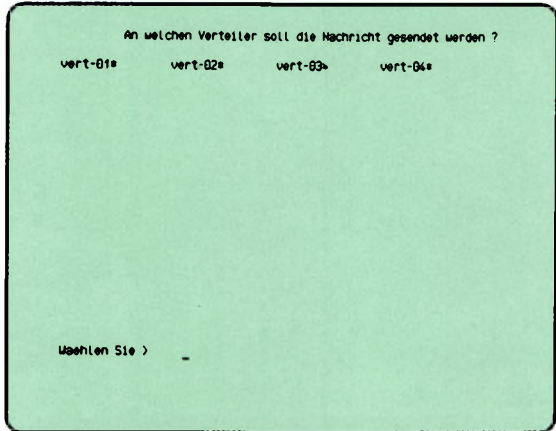 An welchen Verteiler soll die Nachricht gesendet werden ?
vert-01* vert-02* vert-03* vert-04*
Waehlen Sie > _